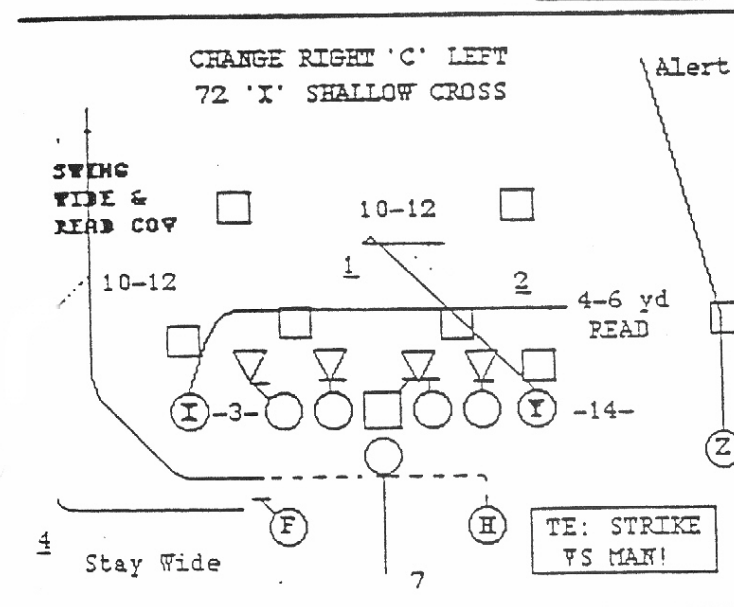 CHANGE RIGHT 'C' LEFT
72 'X' SHALLOW CROSS
Alert
SWING
WIDE &
READ COV
10-12
1
10-12
2
4-6 yd
READ
X -3-
Y -14-
Z
F
H
4
Stay Wide
7
TE: STRIKE
VS MAN!